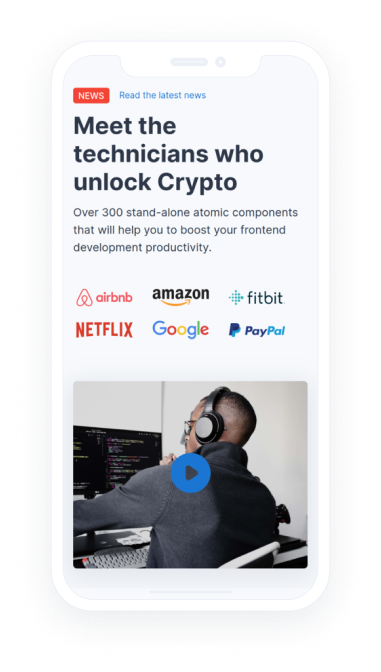 NEWS Read the latest news
Meet the
technicians who
unlock Crypto
Over 300 stand-alone atomic components
that will help you to boost your frontend
development productivity.
airbnb amazon fitbit
NETFLIX Google PayPal